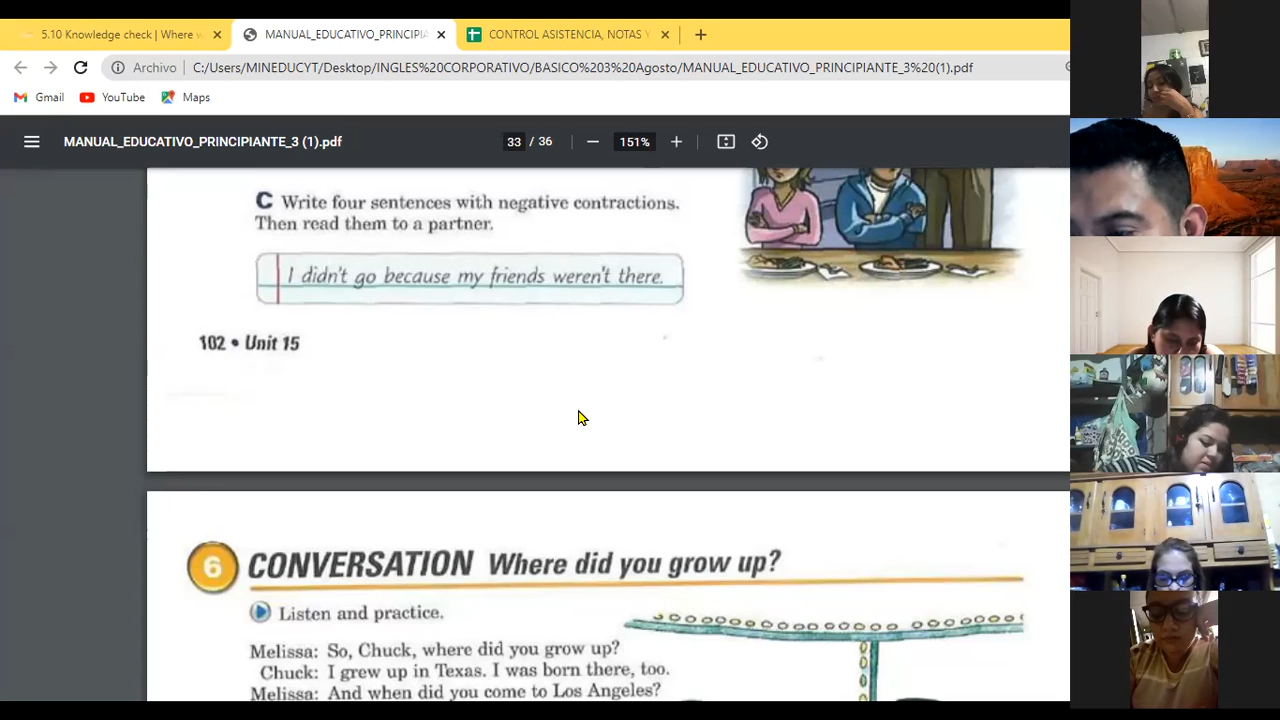 5.10 Knowledge check | Where w
MANUAL_EDUCATIVO_PRINCIPIA
CONTROL ASISTENCIA, NOTAS Y
Archivo
C:/Users/MINEDUCYT/Desktop/INGLES%20CORPORATIVO/BASICO%203%20Agosto/MANUAL_EDUCATIVO_PRINCIPIANTE_3%20(1).pdf
Gmail
YouTube
Maps
MANUAL_EDUCATIVO_PRINCIPIANTE_3 (1).pdf
33 / 36
151%
C Write four sentences with negative contractions.
Then read them to a partner.
I didn't go because my friends weren't there.
102 • Unit 15
6 CONVERSATION Where did you grow up?
Listen and practice.
Melissa: So, Chuck, where did you grow up?
Chuck: I grew up in Texas. I was born there, too.
Melissa: And when did you come to Los Angeles?